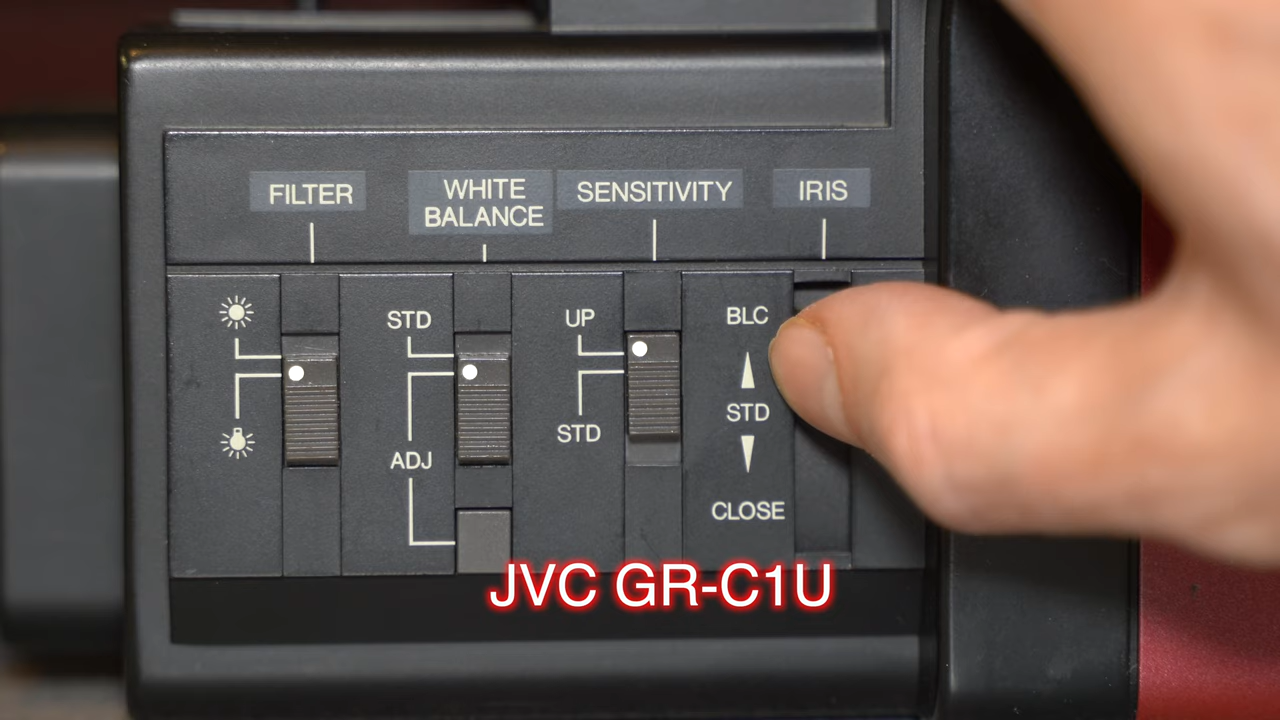 FILTER
WHITE
BALANCE
SENSITIVITY
IRIS
STD
ADJ
UP
STD
BLC
STD
CLOSE
JVC GR-C1U